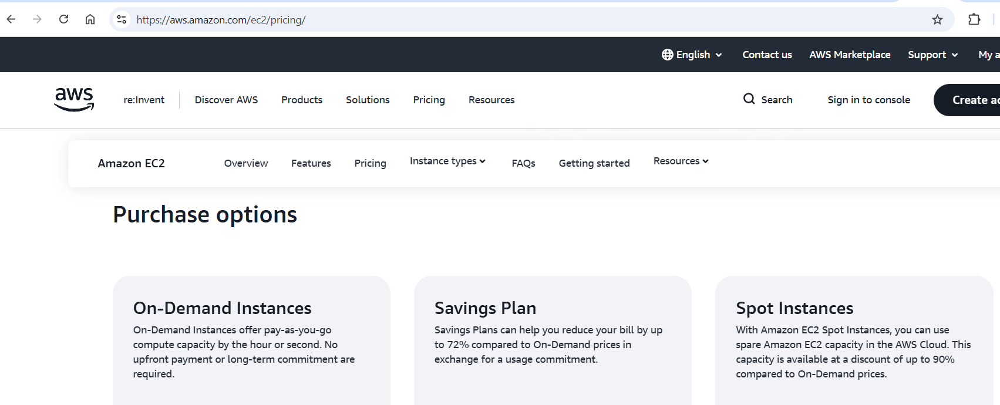 https://aws.amazon.com/ec2/pricing/
English Contact us AWS Marketplace Support My a
aws re:Invent Discover AWS Products Solutions Pricing Resources Search Sign in to console Create ac
Amazon EC2 Overview Features Pricing Instance types FAQs Getting started Resources
Purchase options
On-Demand Instances
On-Demand Instances offer pay-as-you-go
compute capacity by the hour or second. No
upfront payment or long-term commitment are
required.
Savings Plan
Savings Plans can help you reduce your bill by up
to 72% compared to On-Demand prices in
exchange for a usage commitment.
Spot Instances
With Amazon EC2 Spot Instances, you can use
spare Amazon EC2 capacity in the AWS Cloud. This
capacity is available at a discount of up to 90%
compared to On-Demand prices.